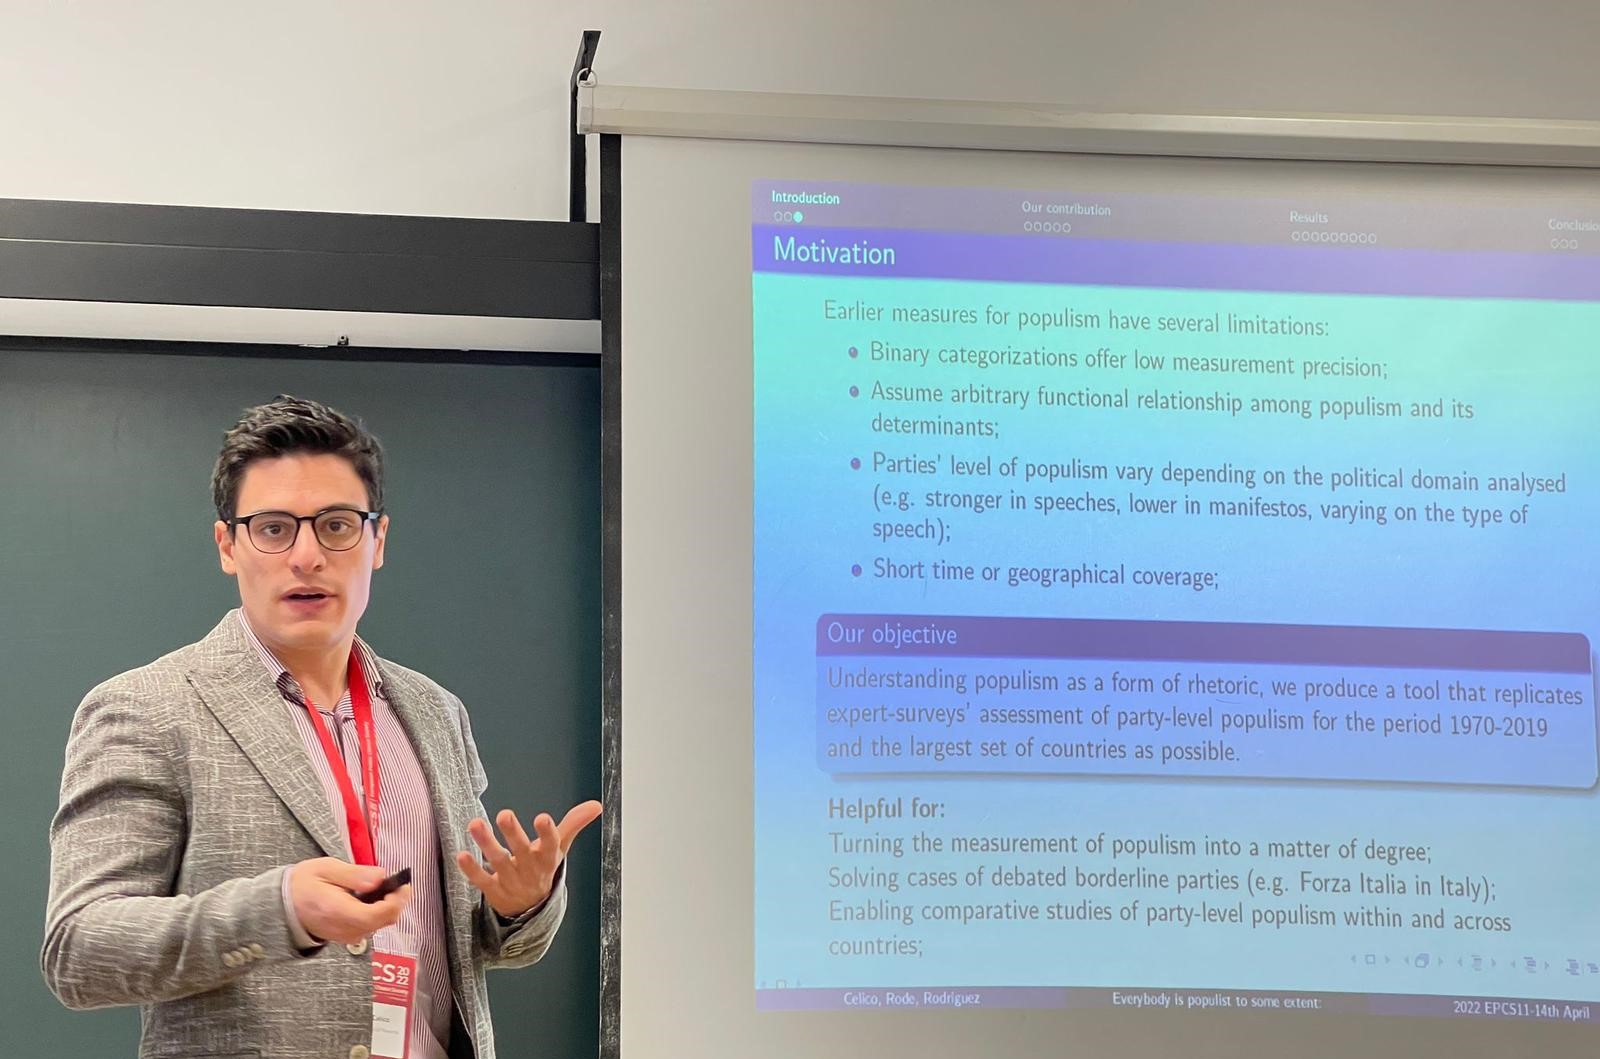 Introduction
Our contribution
Results
Conclusio
Motivation
Earlier measures for populism have several limitations:
Binary categorizations offer low measurement precision;
Assume arbitrary functional relationship among populism and its
determinants;
Parties' level of populism vary depending on the political domain analysed
(e.g. stronger in speeches, lower in manifestos, varying on the type of
speech);
Short time or geographical coverage;
Our objective
Understanding populism as a form of rhetoric, we produce a tool that replicates
expert-surveys' assessment of party-level populism for the period 1970-2019
and the largest set of countries as possible.
Helpful for:
Turning the measurement of populism into a matter of degree;
Solving cases of debated borderline parties (e.g. Forza Italia in Italy);
Enabling comparative studies of party-level populism within and across
countries;
Celico, Rode, Rodriguez
Everybody is populist to some extent:
2022 EPCS11-14th April
CS 20
22